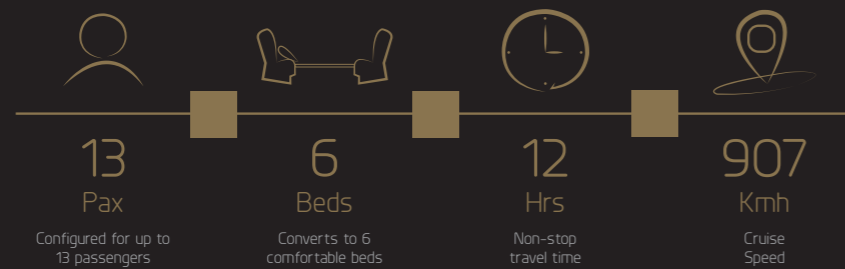 13
Pax
Configured for up to
13 passengers
6
Beds
Converts to 6
comfortable beds
12
Hrs
Non-stop
travel time
907
Kmh
Cruise
Speed